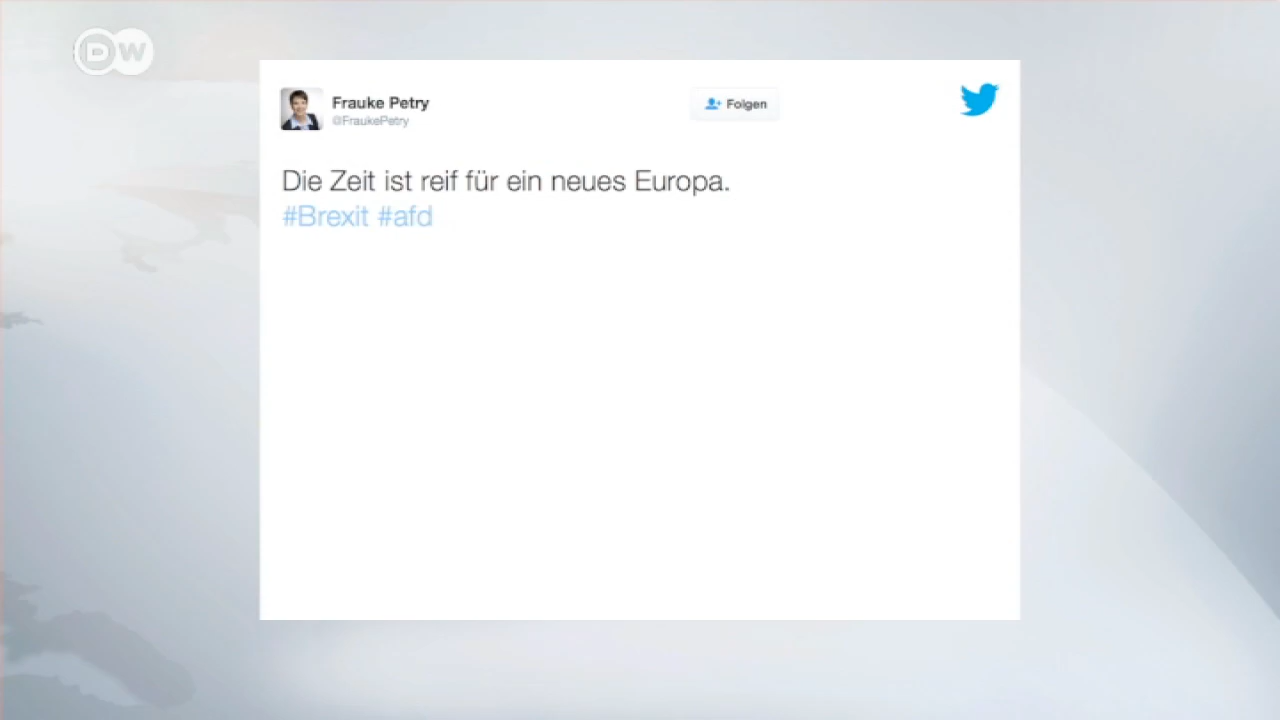 DW
Frauke Petry
@FraukePetry
Folgen
Die Zeit ist reif für ein neues Europa.
#Brexit #afd